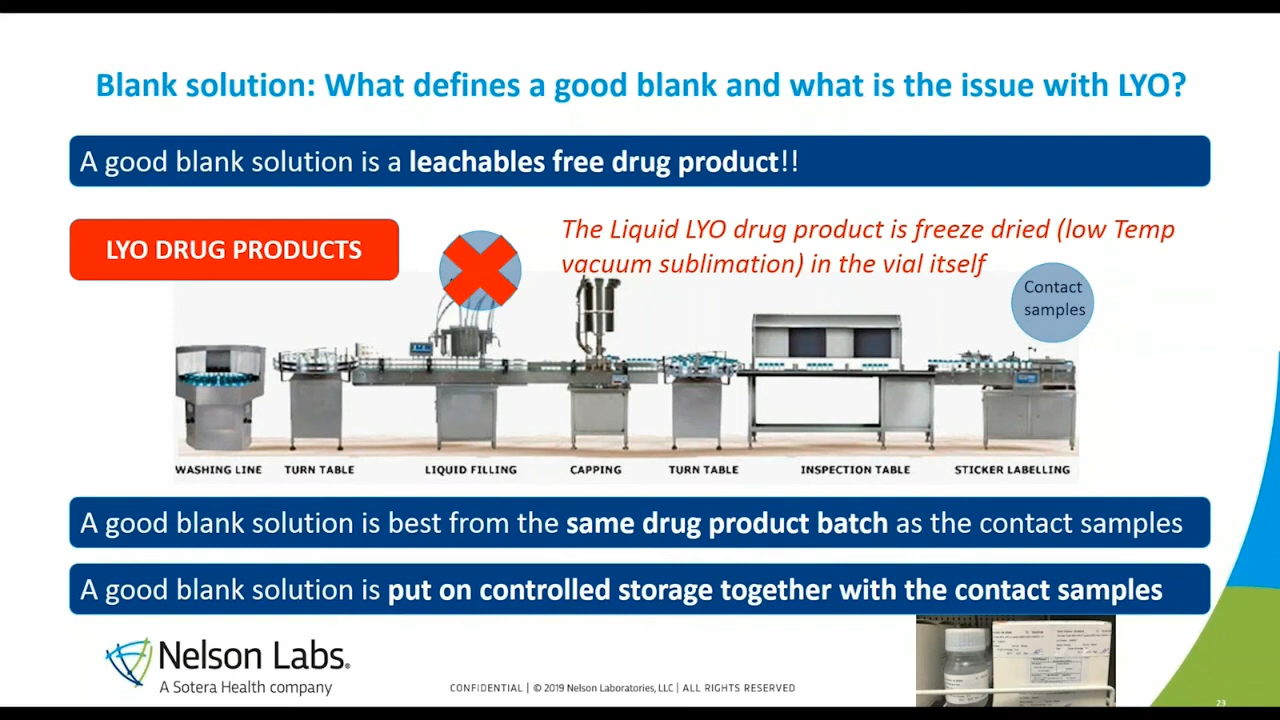 Blank solution: What defines a good blank and what is the issue with LYO?
A good blank solution is a leachables free drug product!!
LYO DRUG PRODUCTS
The Liquid LYO drug product is freeze dried (low Temp
vacuum sublimation) in the vial itself
Contact
samples
WASHING LINE
TURN TABLE
LIQUID FILLING
CAPPING
TURN TABLE
INSPECTION TABLE
STICKER LABELLING
A good blank solution is best from the same drug product batch as the contact samples
A good blank solution is put on controlled storage together with the contact samples
Nelson Labs®
A Sotera Health company
CONFIDENTIAL | © 2019 Nelson Laboratories, LLC | ALL RIGHTS RESERVED
23